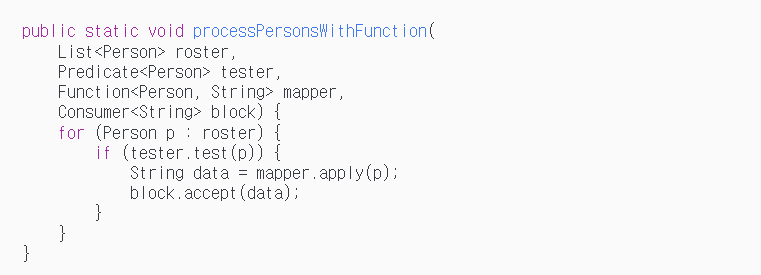 public static void processPersonsWithFunction(
    List<Person> roster,
    Predicate<Person> tester,
    Function<Person, String> mapper,
    Consumer<String> block) {
    for (Person p : roster) {
        if (tester.test(p)) {
            String data = mapper.apply(p);
            block.accept(data);
        }
    }
}